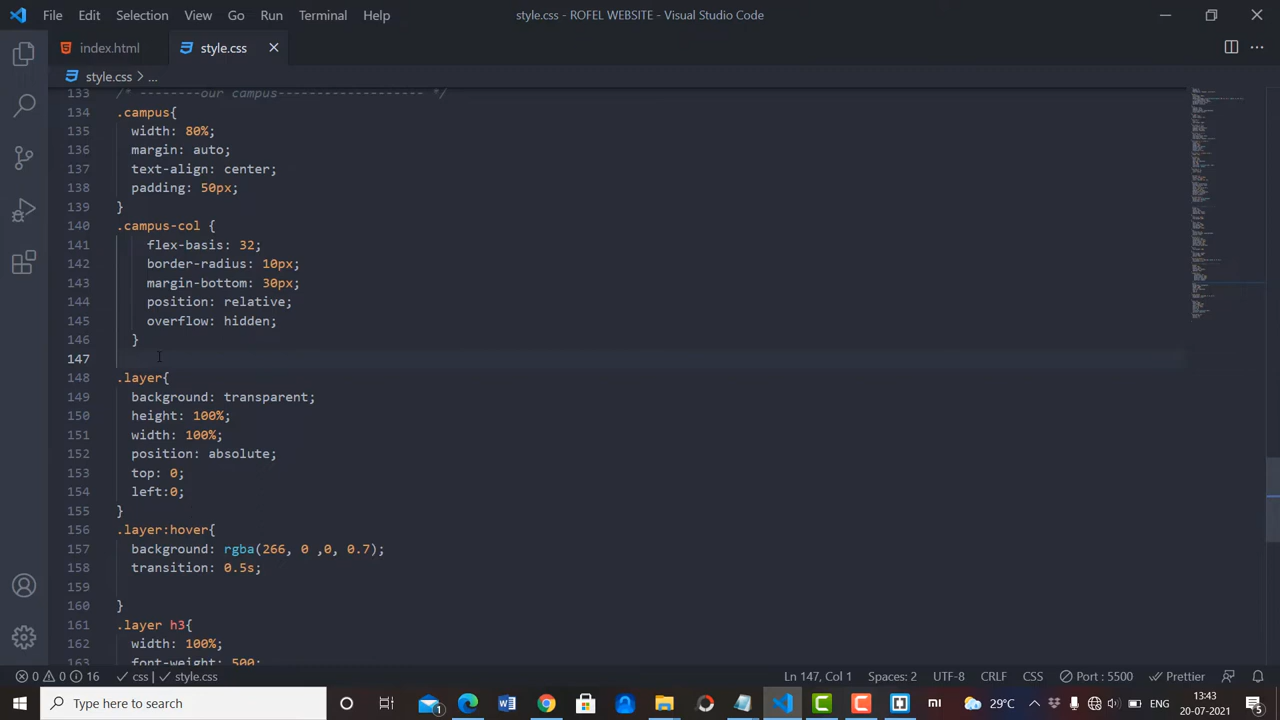 File Edit Selection View Go Run Terminal Help
style.css - ROFEL WEBSITE - Visual Studio Code
index.html
style.css
style.css > ...
133 /* --------our campus------------------- */
134 .campus{
135 width: 80%;
136 margin: auto;
137 text-align: center;
138 padding: 50px;
139 }
140 .campus-col {
141 flex-basis: 32;
142 border-radius: 10px;
143 margin-bottom: 30px;
144 position: relative;
145 overflow: hidden;
146 }
147
148 .layer{
149 background: transparent;
150 height: 100%;
151 width: 100%;
152 position: absolute;
153 top: 0;
154 left:0;
155 }
156 .layer:hover{
157 background: rgba(266, 0 ,0, 0.7);
158 transition: 0.5s;
159
160 }
161 .layer h3{
162 width: 100%;
163 font-weight: 500;
0 0 16 css style.css Ln 147, Col 1 Spaces: 2 UTF-8 CRLF CSS Port : 5500 Prettier
Type here to search 1 29°C ENG 13:43
20-07-2021 5